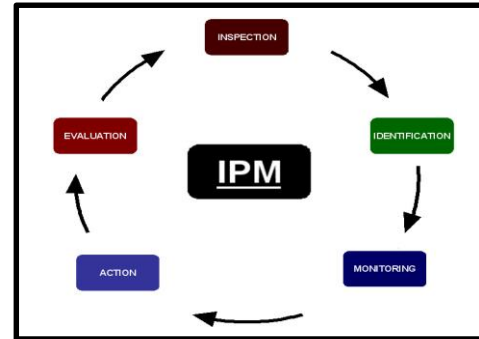 INSPECTION
IDENTIFICATION
MONITORING
ACTION
EVALUATION
IPM